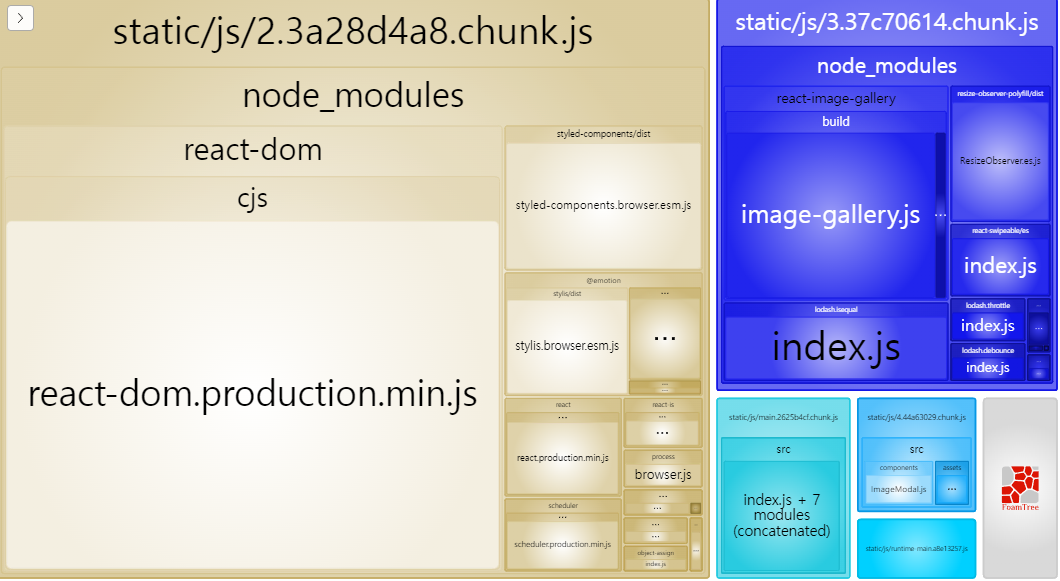 static/js/2.3a28d4a8.chunk.js
node_modules
react-dom
cjs
react-dom.production.min.js
styled-components/dist
styled-components.browser.esm.js
@emotion
stylis/dist
stylis.browser.esm.js
...
...
...
react
...
react.production.min.js
react-is
...
...
process
browser.js
scheduler
...
scheduler.production.min.js
...
...
...
...
object-assign
index.js
...
static/js/3.37c70614.chunk.js
node_modules
react-image-gallery
build
image-gallery.js
...
lodash.isequal
index.js
resize-observer-polyfill/dist
ResizeObserver.es.js
react-swipeable/es
index.js
lodash.throttle
index.js
...
...
lodash.debounce
index.js
static/js/main.2625b4cf.chunk.js
src
index.js + 7
modules
(concatenated)
static/js/4.44a63029.chunk.js
src
components
ImageModal.js
assets
...
static/js/runtime-main.a8e13257.js
FoamTree